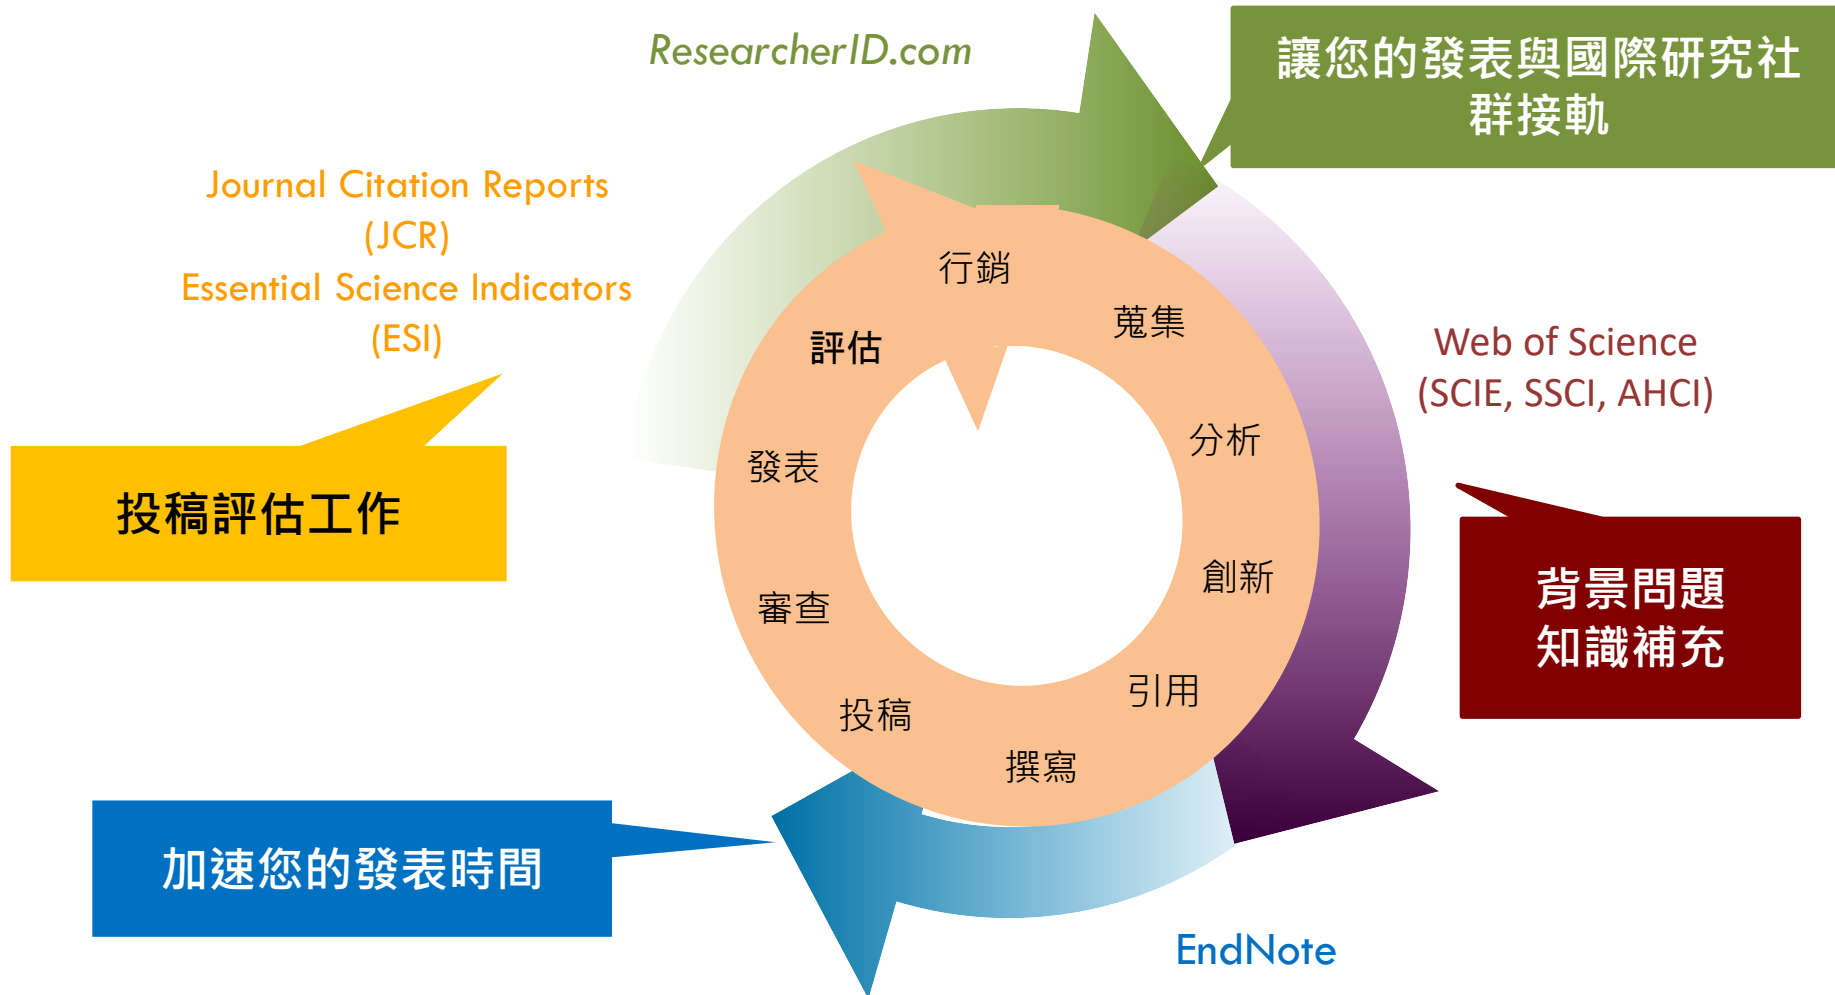 ResearcherID.com
讓您的發表與國際研究社
群接軌
Journal Citation Reports
(JCR)
Essential Science Indicators
(ESI)
投稿評估工作
行銷
蒐集
分析
創新
引用
撰寫
投稿
審查
發表
評估
Web of Science
(SCIE, SSCI, AHCI)
背景問題
知識補充
加速您的發表時間
EndNote